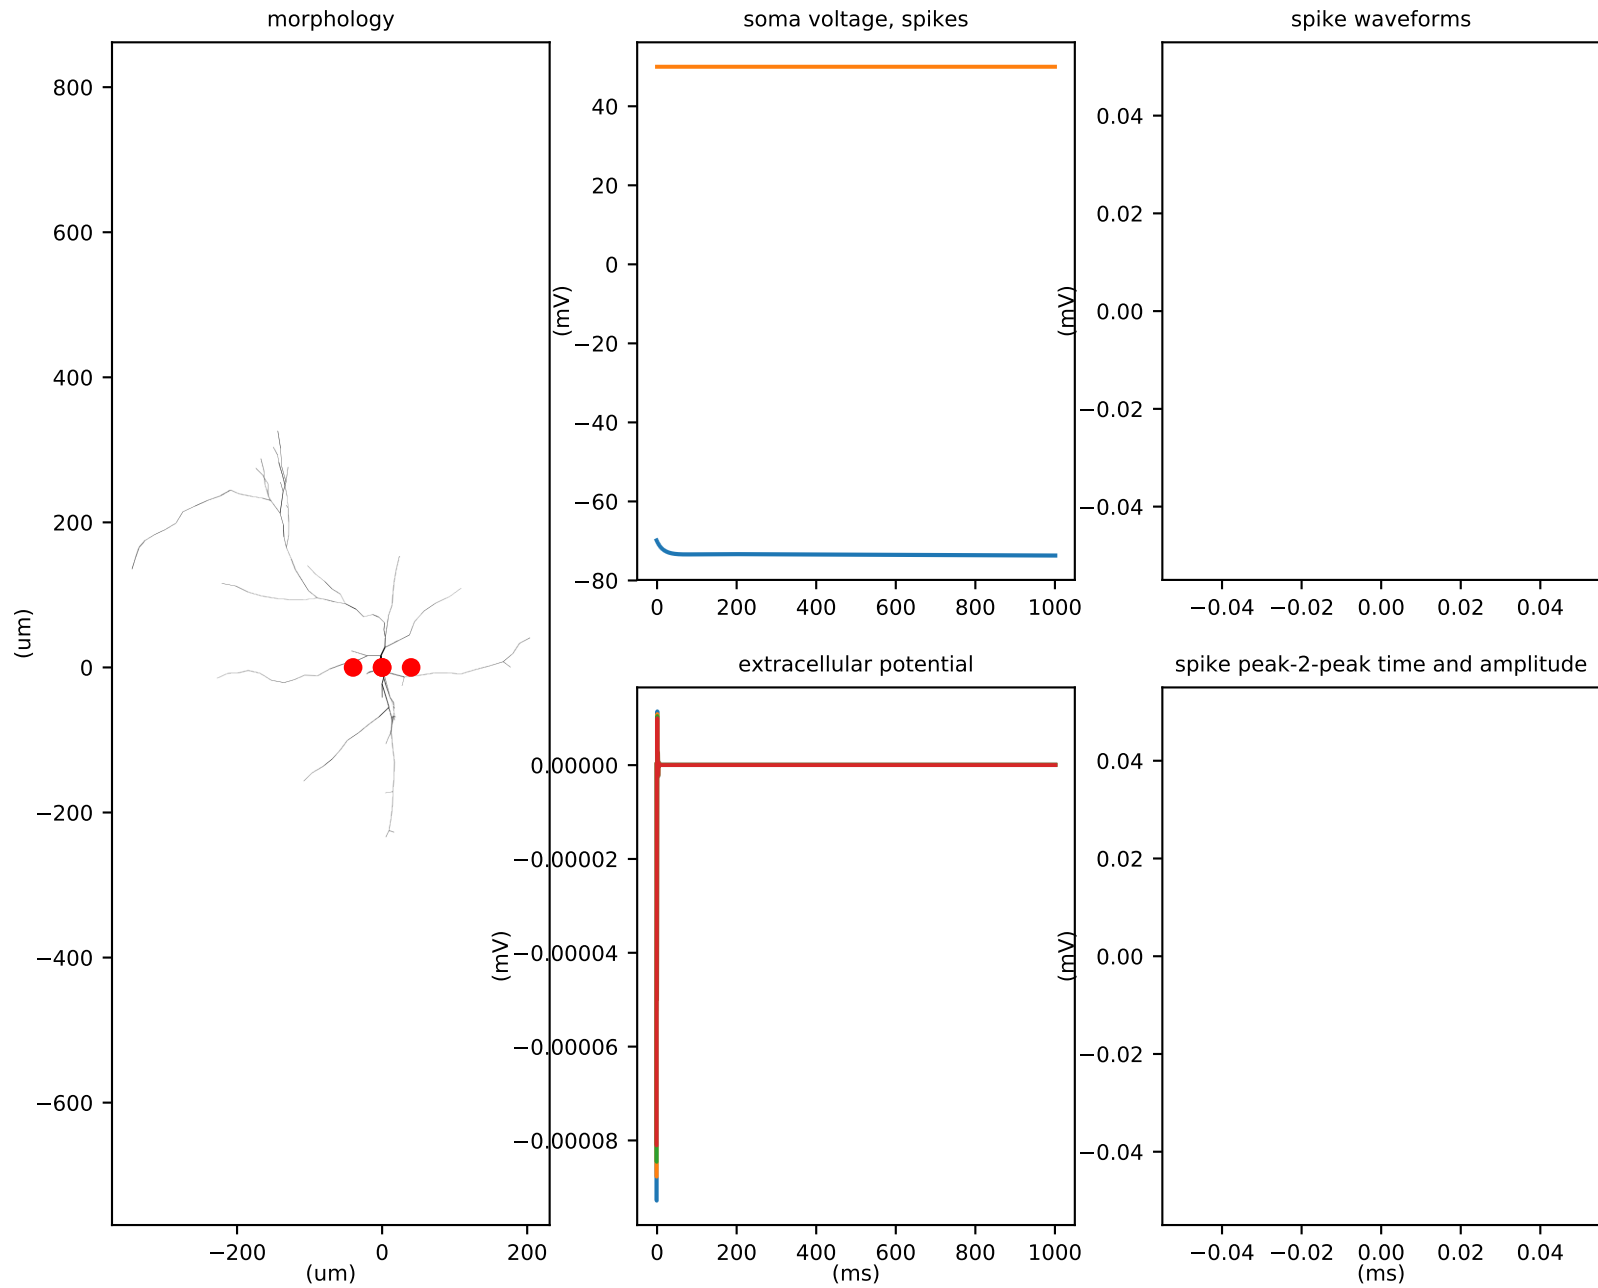 morphology
800
600
400
200
0
−200
−400
−600
(um)
−200 0 200
(um)
soma voltage, spikes
40
20
0
−20
−40
−60
−80
(mV)
0 200 400 600 800 1000
spike waveforms
0.04
0.02
0.00
−0.02
−0.04
(mV)
−0.04 −0.02 0.00 0.02 0.04
extracellular potential
0.00000
−0.00002
−0.00004
−0.00006
−0.00008
(mV)
0 200 400 600 800 1000
(ms)
spike peak-2-peak time and amplitude
0.04
0.02
0.00
−0.02
−0.04
(mV)
−0.04 −0.02 0.00 0.02 0.04
(ms)